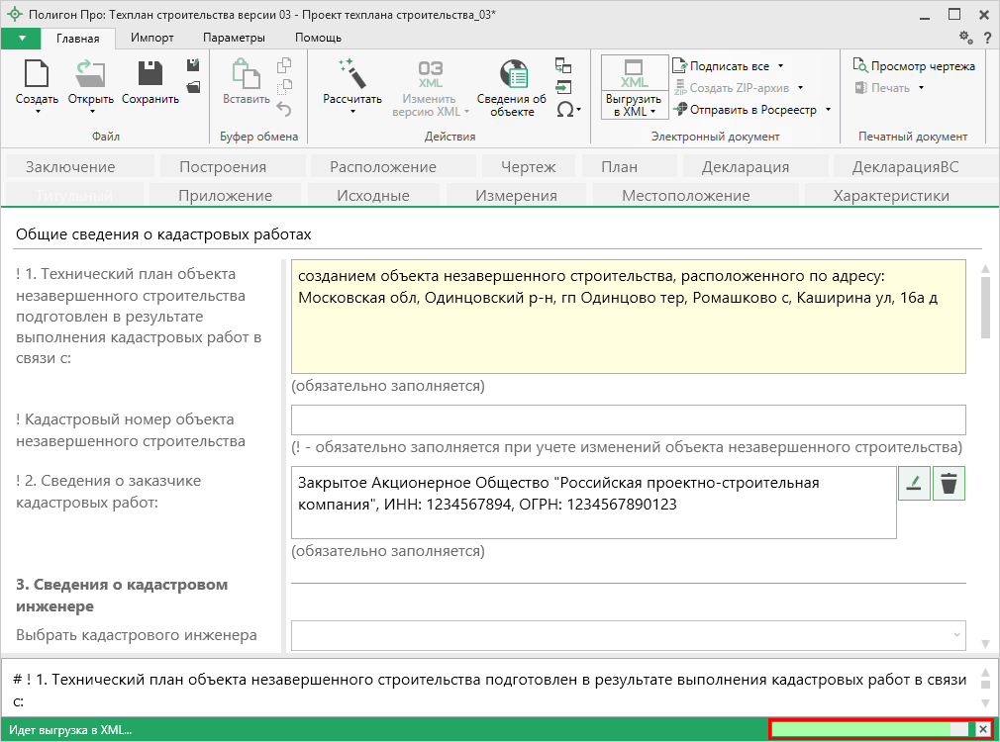 Полигон Про: Техплан строительства версии 03 - Проект техплана строительства_03*
Главная
Импорт
Параметры
Помощь
?
Создать
Открыть
Сохранить
Файл
Вставить
Буфер обмена
Рассчитать
03
XML
Изменить
версию XML
Сведения об
объекте
Действия
XML
Выгрузить
в XML
Подписать все
ZIP
Создать ZIP-архив
Отправить в Росреестр
Электронный документ
Просмотр чертежа
Печать
Печатный документ
Заключение
Построения
Расположение
Чертеж
План
Декларация
ДекларацияВС
Титульный
Приложение
Исходные
Измерения
Местоположение
Характеристики
Общие сведения о кадастровых работах
! 1. Технический план объекта
незавершенного строительства
подготовлен в результате
выполнения кадастровых работ в
связи с:
созданием объекта незавершенного строительства, расположенного по адресу:
Московская обл, Одинцовский р-н, гп Одинцово тер, Ромашково с, Каширина ул, 16а д
(обязательно заполняется)
! Кадастровый номер объекта
незавершенного строительства
(! - обязательно заполняется при учете изменений объекта незавершенного строительства)
! 2. Сведения о заказчике
кадастровых работ:
Закрытое Акционерное Общество "Российская проектно-строительная
компания", ИНН: 1234567894, ОГРН: 1234567890123
(обязательно заполняется)
3. Сведения о кадастровом
инженере
Выбрать кадастрового инженера
# ! 1. Технический план объекта незавершенного строительства подготовлен в результате выполнения кадастровых работ в связи
с:
Идет выгрузка в XML...